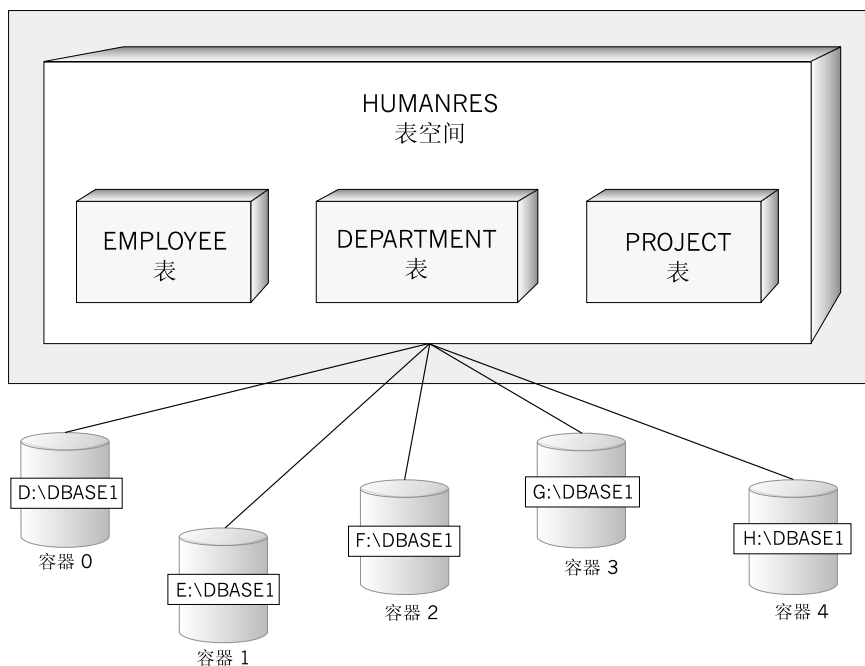 HUMANRES
表空间
EMPLOYEE
表
DEPARTMENT
表
PROJECT
表
D:\DBASE1
容器 0
E:\DBASE1
容器 1
F:\DBASE1
容器 2
G:\DBASE1
容器 3
H:\DBASE1
容器 4